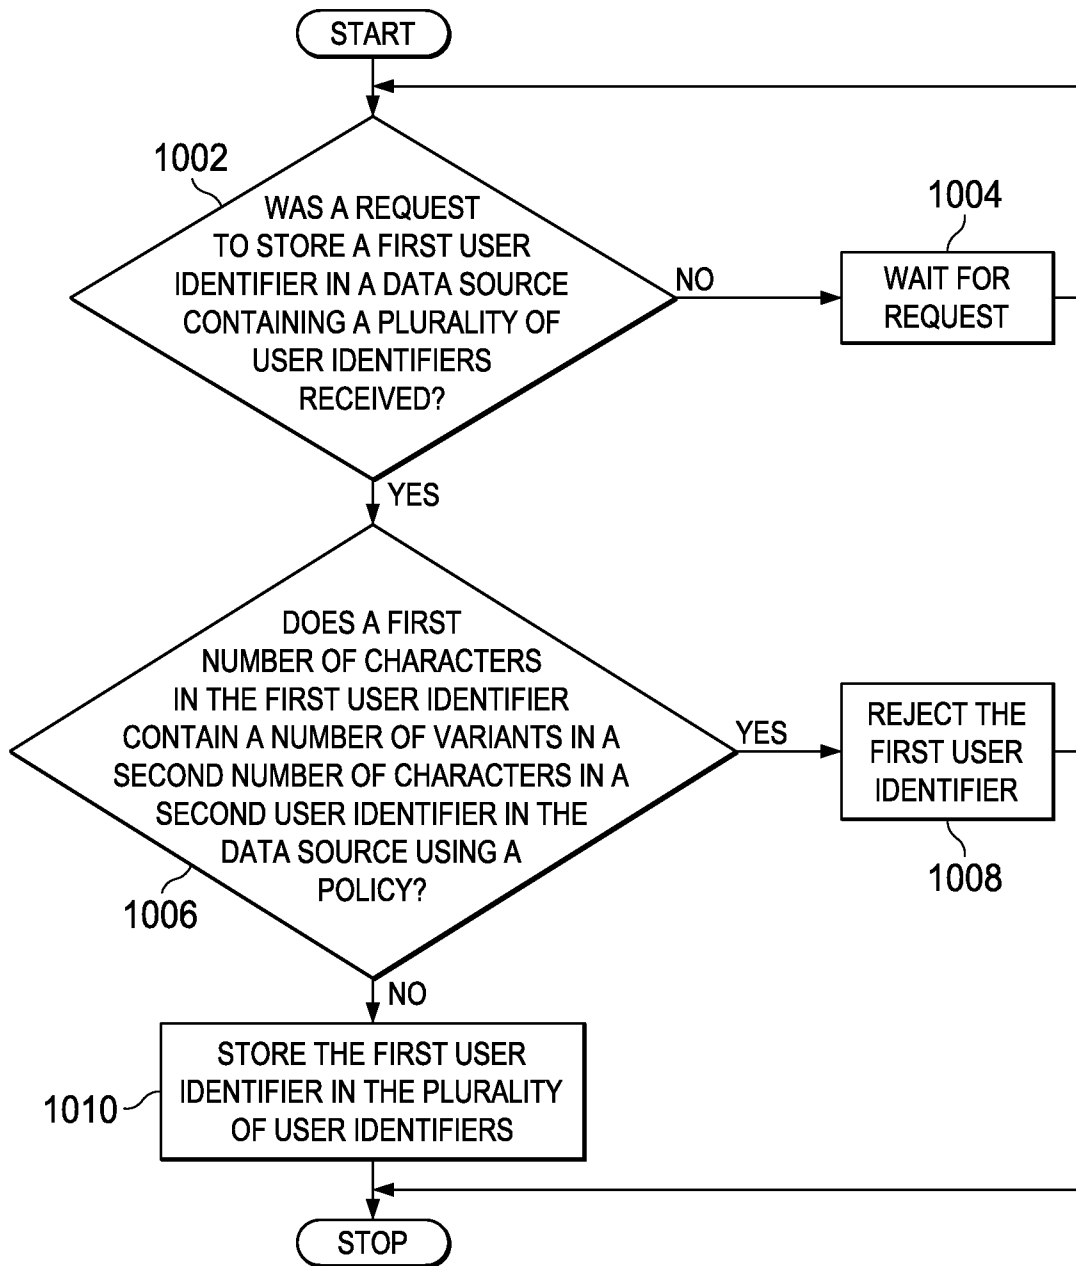 START
1002
WAS A REQUEST
TO STORE A FIRST USER
IDENTIFIER IN A DATA SOURCE
CONTAINING A PLURALITY OF
USER IDENTIFIERS
RECEIVED?
NO
1004
WAIT FOR
REQUEST
YES
DOES A FIRST
NUMBER OF CHARACTERS
IN THE FIRST USER IDENTIFIER
CONTAIN A NUMBER OF VARIANTS IN A
SECOND NUMBER OF CHARACTERS IN A
SECOND USER IDENTIFIER IN THE
DATA SOURCE USING A
POLICY?
1006
YES
REJECT THE
FIRST USER
IDENTIFIER
1008
NO
STORE THE FIRST USER
IDENTIFIER IN THE PLURALITY
OF USER IDENTIFIERS
1010
STOP